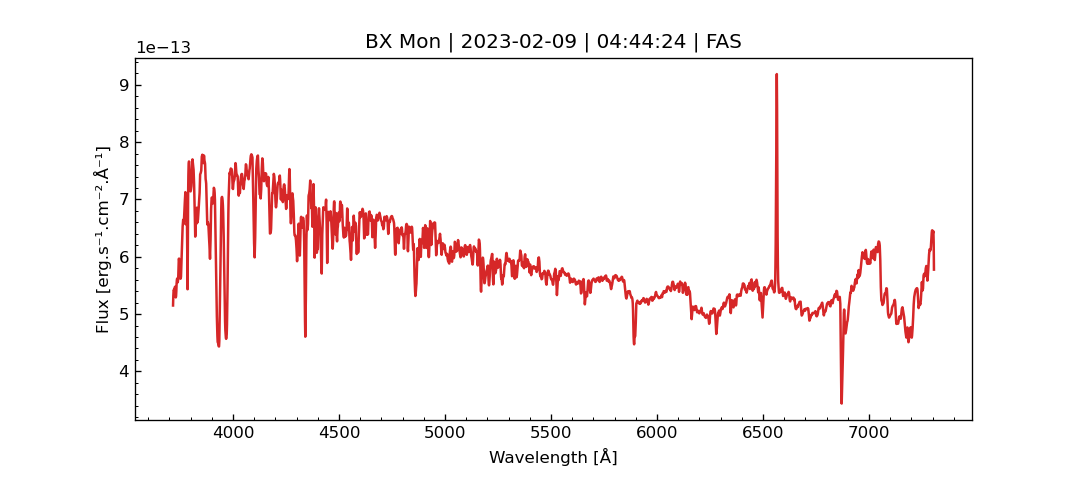 BX Mon | 2023-02-09 | 04:44:24 | FAS
1e−13
9
8
7
6
5
4
Flux [erg.s⁻¹.cm⁻².Å⁻¹]
4000 4500 5000 5500 6000 6500 7000
Wavelength [Å]